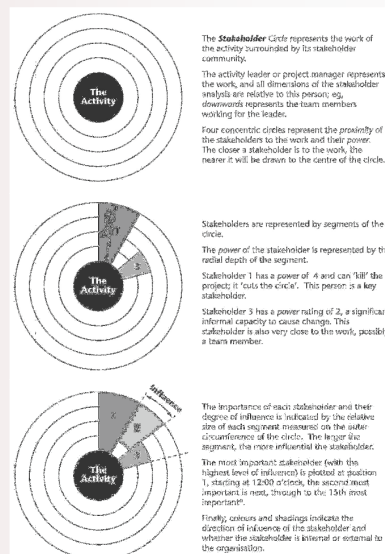 The Stakeholder Circle represents the work of
the activity surrounded by its stakeholder
community.
The activity leader or project manager represents
the work, and all dimensions of the stakeholder
analysis are relative to this person; eg,
downwards represents the team members
working for the leader.
Four concentric circles represent the proximity of
the stakeholders to the work and their power.
The closer a stakeholder is to the work, the
nearer it will be drawn to the centre of the circle.
The
Activity
Stakeholders are represented by segments of the
circle.
The power of the stakeholder is represented by th
radial depth of the segment.
Stakeholder 1 has a power of 4 and can 'kill' the
project; it 'cuts the circle'. This person is a key
stakeholder.
Stakeholder 3 has a power rating of 2, a significan
informal capacity to cause change. This
stakeholder is also very close to the work, possibly
a team member.
3
The
Activity
Influence
The importance of each stakeholder and their
degree of influence is indicated by the relative
size of each segment measured on the outer
circumference of the circle. The larger the
segment, the more influential the stakeholder.
The most important stakeholder (with the
highest level of influence) is plotted at position
1, starting at 12:00 o'clock, the second most
important is next, through to the 15th most
important
Finally, colours and shadings indicate the
direction of influence of the stakeholder and
whether the stakeholder is internal or external to
the organisation.
1
2
3
The
Activity